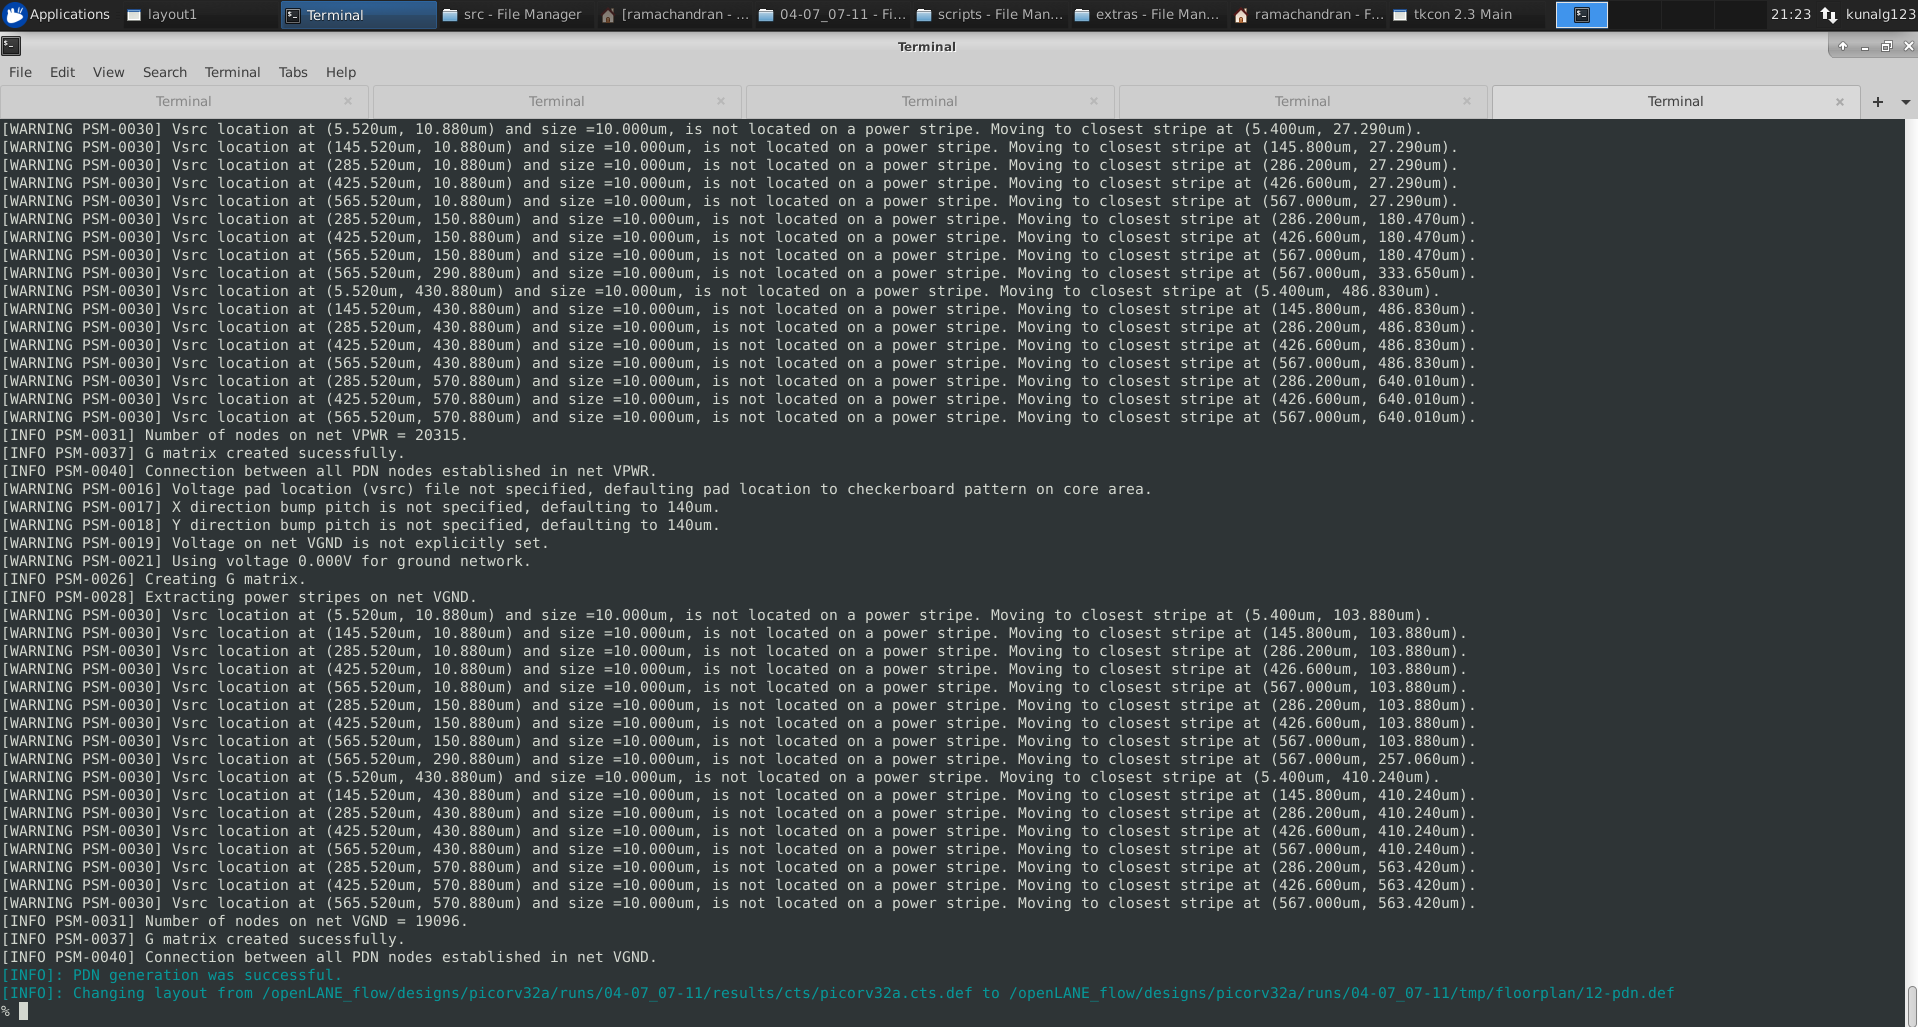 Applications
layout1
Terminal
src - File Manager
[ramachandran - ...
04-07_07-11 - Fi...
scripts - File Man...
extras - File Man...
ramachandran - F...
tkcon 2.3 Main
21:23
kunalg123
Terminal
File Edit View Search Terminal Tabs Help
Terminal
Terminal
Terminal
Terminal
Terminal
[WARNING PSM-0030] Vsrc location at (5.520um, 10.880um) and size =10.000um, is not located on a power stripe. Moving to closest stripe at (5.400um, 27.290um).
[WARNING PSM-0030] Vsrc location at (145.520um, 10.880um) and size =10.000um, is not located on a power stripe. Moving to closest stripe at (145.800um, 27.290um).
[WARNING PSM-0030] Vsrc location at (285.520um, 10.880um) and size =10.000um, is not located on a power stripe. Moving to closest stripe at (286.200um, 27.290um).
[WARNING PSM-0030] Vsrc location at (425.520um, 10.880um) and size =10.000um, is not located on a power stripe. Moving to closest stripe at (426.600um, 27.290um).
[WARNING PSM-0030] Vsrc location at (565.520um, 10.880um) and size =10.000um, is not located on a power stripe. Moving to closest stripe at (567.000um, 27.290um).
[WARNING PSM-0030] Vsrc location at (285.520um, 150.880um) and size =10.000um, is not located on a power stripe. Moving to closest stripe at (286.200um, 180.470um).
[WARNING PSM-0030] Vsrc location at (425.520um, 150.880um) and size =10.000um, is not located on a power stripe. Moving to closest stripe at (426.600um, 180.470um).
[WARNING PSM-0030] Vsrc location at (565.520um, 150.880um) and size =10.000um, is not located on a power stripe. Moving to closest stripe at (567.000um, 180.470um).
[WARNING PSM-0030] Vsrc location at (565.520um, 290.880um) and size =10.000um, is not located on a power stripe. Moving to closest stripe at (567.000um, 333.650um).
[WARNING PSM-0030] Vsrc location at (5.520um, 430.880um) and size =10.000um, is not located on a power stripe. Moving to closest stripe at (5.400um, 486.830um).
[WARNING PSM-0030] Vsrc location at (145.520um, 430.880um) and size =10.000um, is not located on a power stripe. Moving to closest stripe at (145.800um, 486.830um).
[WARNING PSM-0030] Vsrc location at (285.520um, 430.880um) and size =10.000um, is not located on a power stripe. Moving to closest stripe at (286.200um, 486.830um).
[WARNING PSM-0030] Vsrc location at (425.520um, 430.880um) and size =10.000um, is not located on a power stripe. Moving to closest stripe at (426.600um, 486.830um).
[WARNING PSM-0030] Vsrc location at (565.520um, 430.880um) and size =10.000um, is not located on a power stripe. Moving to closest stripe at (567.000um, 486.830um).
[WARNING PSM-0030] Vsrc location at (285.520um, 570.880um) and size =10.000um, is not located on a power stripe. Moving to closest stripe at (286.200um, 640.010um).
[WARNING PSM-0030] Vsrc location at (425.520um, 570.880um) and size =10.000um, is not located on a power stripe. Moving to closest stripe at (426.600um, 640.010um).
[WARNING PSM-0030] Vsrc location at (565.520um, 570.880um) and size =10.000um, is not located on a power stripe. Moving to closest stripe at (567.000um, 640.010um).
[INFO PSM-0031] Number of nodes on net VPWR = 20315.
[INFO PSM-0037] G matrix created sucessfully.
[INFO PSM-0040] Connection between all PDN nodes established in net VPWR.
[WARNING PSM-0016] Voltage pad location (vsrc) file not specified, defaulting pad location to checkerboard pattern on core area.
[WARNING PSM-0017] X direction bump pitch is not specified, defaulting to 140um.
[WARNING PSM-0018] Y direction bump pitch is not specified, defaulting to 140um.
[WARNING PSM-0019] Voltage on net VGND is not explicitly set.
[WARNING PSM-0021] Using voltage 0.000V for ground network.
[INFO PSM-0026] Creating G matrix.
[INFO PSM-0028] Extracting power stripes on net VGND.
[WARNING PSM-0030] Vsrc location at (5.520um, 10.880um) and size =10.000um, is not located on a power stripe. Moving to closest stripe at (5.400um, 103.880um).
[WARNING PSM-0030] Vsrc location at (145.520um, 10.880um) and size =10.000um, is not located on a power stripe. Moving to closest stripe at (145.800um, 103.880um).
[WARNING PSM-0030] Vsrc location at (285.520um, 10.880um) and size =10.000um, is not located on a power stripe. Moving to closest stripe at (286.200um, 103.880um).
[WARNING PSM-0030] Vsrc location at (425.520um, 10.880um) and size =10.000um, is not located on a power stripe. Moving to closest stripe at (426.600um, 103.880um).
[WARNING PSM-0030] Vsrc location at (565.520um, 10.880um) and size =10.000um, is not located on a power stripe. Moving to closest stripe at (567.000um, 103.880um).
[WARNING PSM-0030] Vsrc location at (285.520um, 150.880um) and size =10.000um, is not located on a power stripe. Moving to closest stripe at (286.200um, 103.880um).
[WARNING PSM-0030] Vsrc location at (425.520um, 150.880um) and size =10.000um, is not located on a power stripe. Moving to closest stripe at (426.600um, 103.880um).
[WARNING PSM-0030] Vsrc location at (565.520um, 150.880um) and size =10.000um, is not located on a power stripe. Moving to closest stripe at (567.000um, 103.880um).
[WARNING PSM-0030] Vsrc location at (565.520um, 290.880um) and size =10.000um, is not located on a power stripe. Moving to closest stripe at (567.000um, 257.060um).
[WARNING PSM-0030] Vsrc location at (5.520um, 430.880um) and size =10.000um, is not located on a power stripe. Moving to closest stripe at (5.400um, 410.240um).
[WARNING PSM-0030] Vsrc location at (145.520um, 430.880um) and size =10.000um, is not located on a power stripe. Moving to closest stripe at (145.800um, 410.240um).
[WARNING PSM-0030] Vsrc location at (285.520um, 430.880um) and size =10.000um, is not located on a power stripe. Moving to closest stripe at (286.200um, 410.240um).
[WARNING PSM-0030] Vsrc location at (425.520um, 430.880um) and size =10.000um, is not located on a power stripe. Moving to closest stripe at (426.600um, 410.240um).
[WARNING PSM-0030] Vsrc location at (565.520um, 430.880um) and size =10.000um, is not located on a power stripe. Moving to closest stripe at (567.000um, 410.240um).
[WARNING PSM-0030] Vsrc location at (285.520um, 570.880um) and size =10.000um, is not located on a power stripe. Moving to closest stripe at (286.200um, 563.420um).
[WARNING PSM-0030] Vsrc location at (425.520um, 570.880um) and size =10.000um, is not located on a power stripe. Moving to closest stripe at (426.600um, 563.420um).
[WARNING PSM-0030] Vsrc location at (565.520um, 570.880um) and size =10.000um, is not located on a power stripe. Moving to closest stripe at (567.000um, 563.420um).
[INFO PSM-0031] Number of nodes on net VGND = 19096.
[INFO PSM-0037] G matrix created sucessfully.
[INFO PSM-0040] Connection between all PDN nodes established in net VGND.
[INFO]: PDN generation was successful.
[INFO]: Changing layout from /openLANE_flow/designs/picorv32a/runs/04-07_07-11/results/cts/picorv32a.cts.def to /openLANE_flow/designs/picorv32a/runs/04-07_07-11/tmp/floorplan/12-pdn.def
%